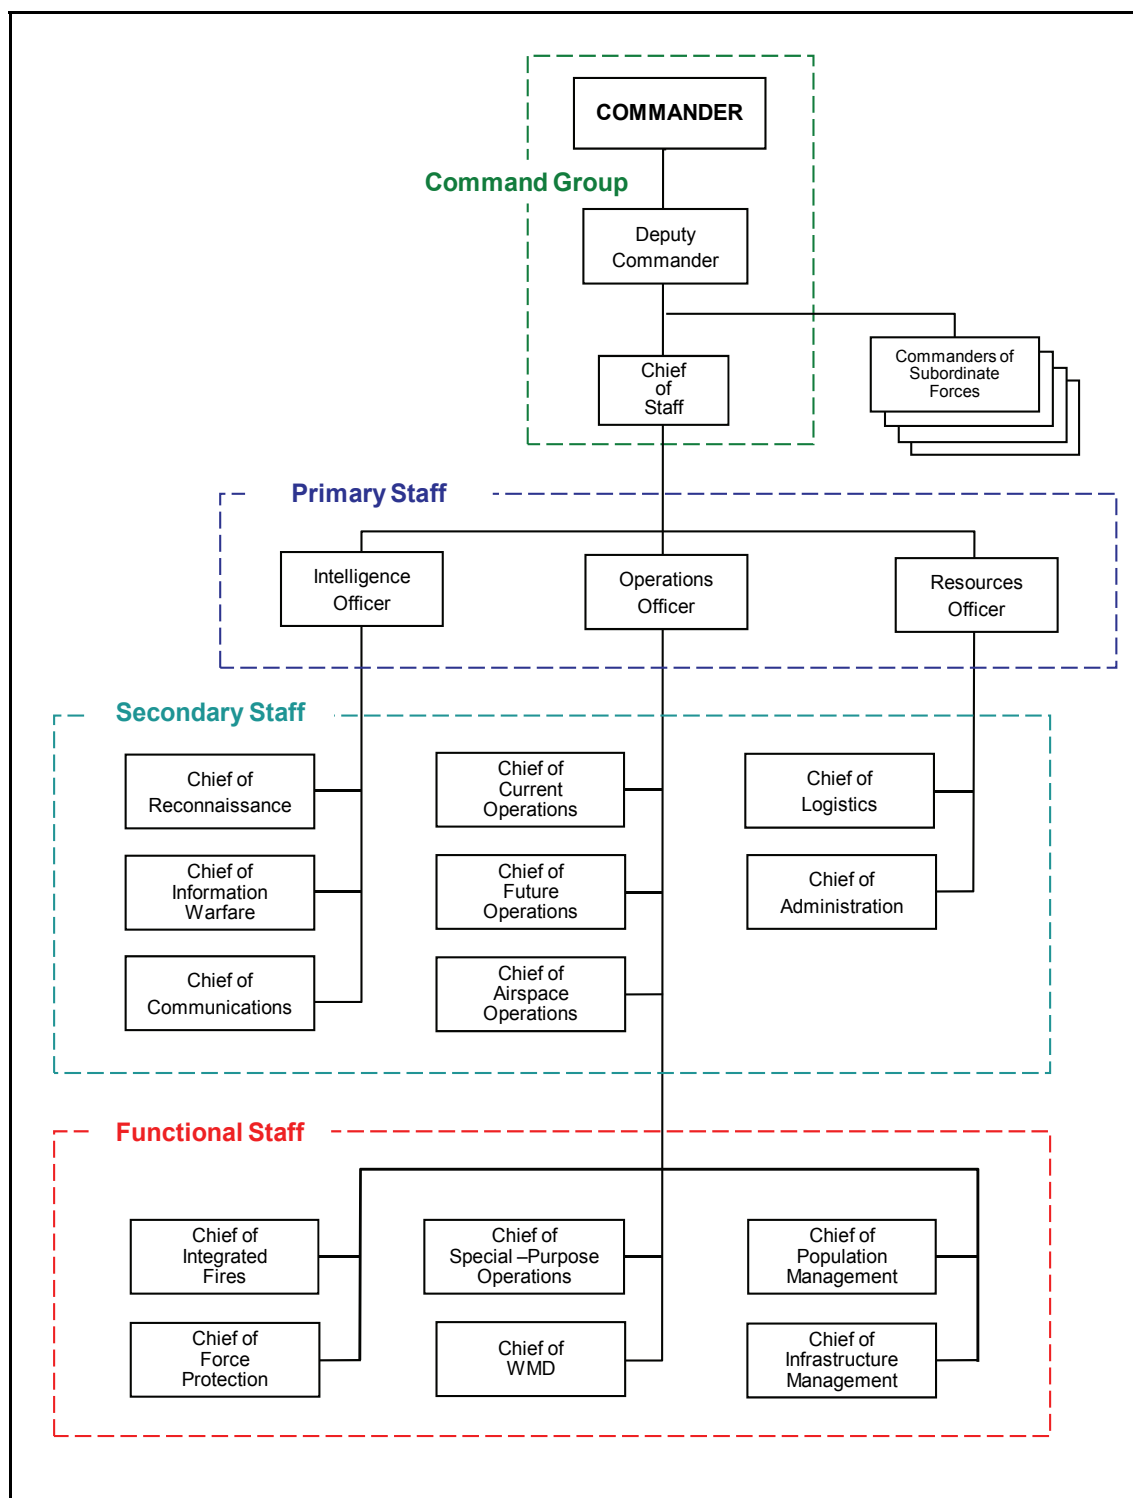 COMMANDER
Command Group
Deputy
Commander
Chief
of
Staff
Commanders of
Subordinate
Forces
Primary Staff
Intelligence
Officer
Operations
Officer
Resources
Officer
Secondary Staff
Chief of
Reconnaissance
Chief of
Current
Operations
Chief of
Logistics
Chief of
Information
Warfare
Chief of
Future
Operations
Chief of
Administration
Chief of
Communications
Chief of
Airspace
Operations
Functional Staff
Chief of
Integrated
Fires
Chief of
Special –Purpose
Operations
Chief of
Population
Management
Chief of
Force
Protection
Chief of
WMD
Chief of
Infrastructure
Management